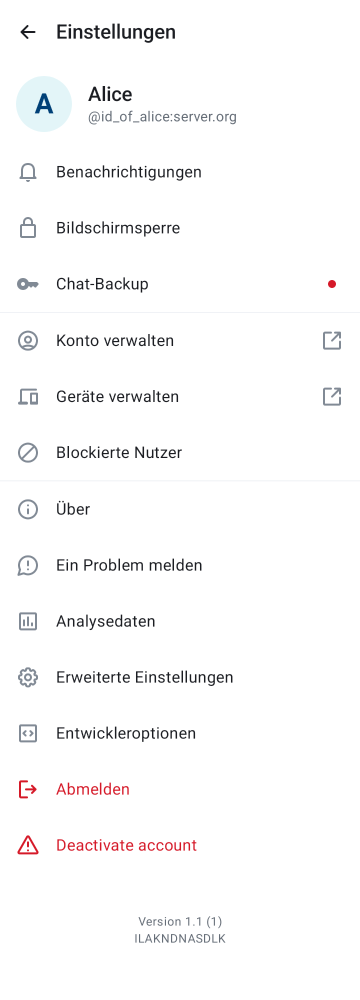 Einstellungen
A
Alice
@id_of_alice:server.org
Benachrichtigungen
Bildschirmsperre
Chat-Backup
Konto verwalten
Geräte verwalten
Blockierte Nutzer
Über
Ein Problem melden
Analysedaten
Erweiterte Einstellungen
Entwickleroptionen
Abmelden
Deactivate account
Version 1.1 (1)
ILAKNDNASDLK